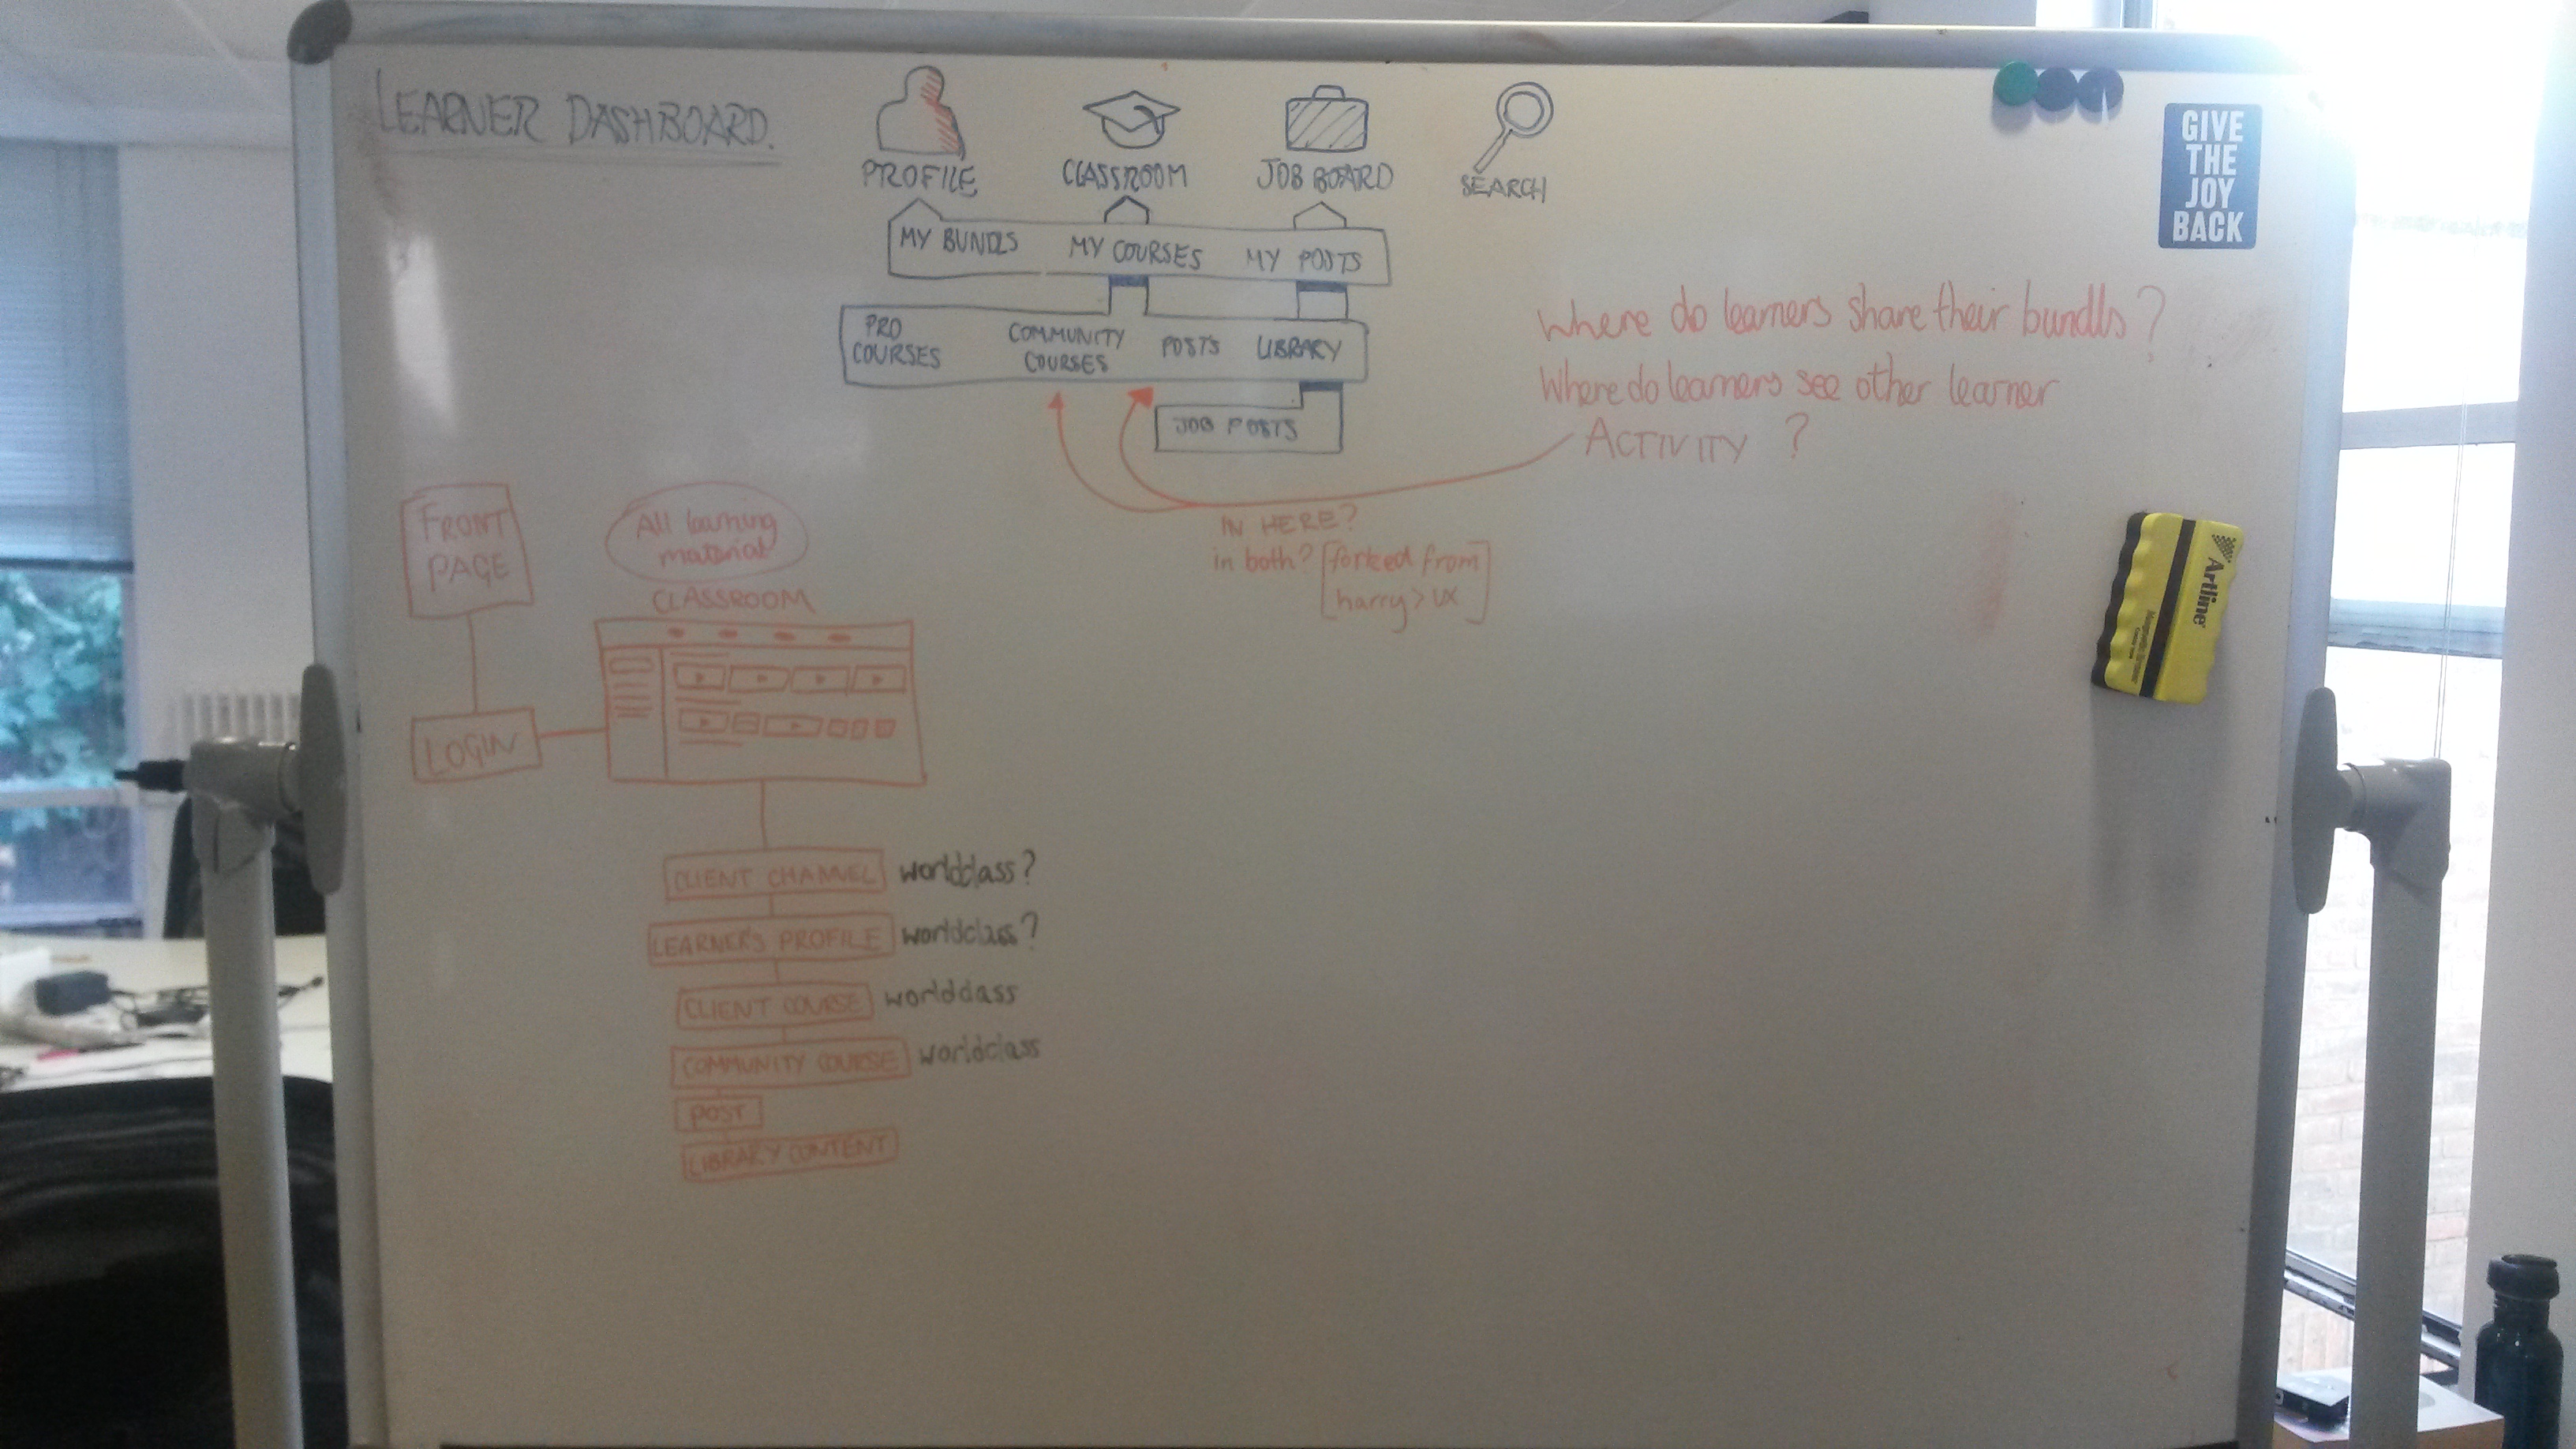 LEARNER DASHBOARD.
PROFILE
CLASSROOM
JOB BOARD
SEARCH
MY BUNDLS
MY COURSES
MY POSTS
PRO
COURSES
COMMUNITY
COURSES
POSTS
LIBRARY
JOB POSTS
Where do learners share their bundls?
Where do learners see other learner
ACTIVITY ?
IN HERE?
in both? [forked from
harry > UX]
FRONT
PAGE
LOGIN
All learning
material
CLASSROOM
CLIENT CHANNEL worldclass?
LEARNER'S PROFILE worldclass?
CLIENT COURSE worldclass
COMMUNITY COURSE worldclass
POST
LIBRARY CONTENT
GIVE
THE
JOY
BACK
Artline